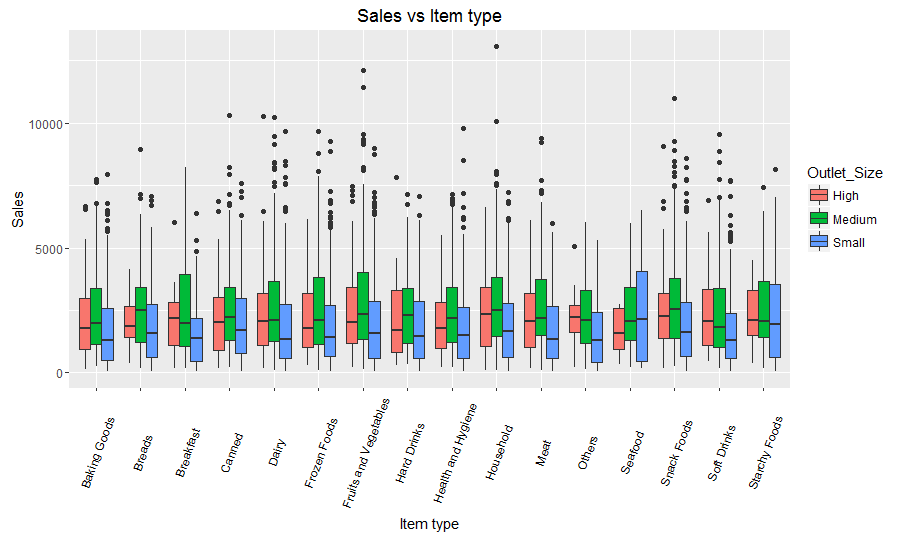 Sales vs Item type
Sales
10000
5000
0
Baking Goods
Breads
Breakfast
Canned
Dairy
Frozen Foods
Fruits and Vegetables
Hard Drinks
Health and Hygiene
Household
Meat
Others
Seafood
Snack Foods
Soft Drinks
Starchy Foods
Item type
Outlet_Size
High
Medium
Small